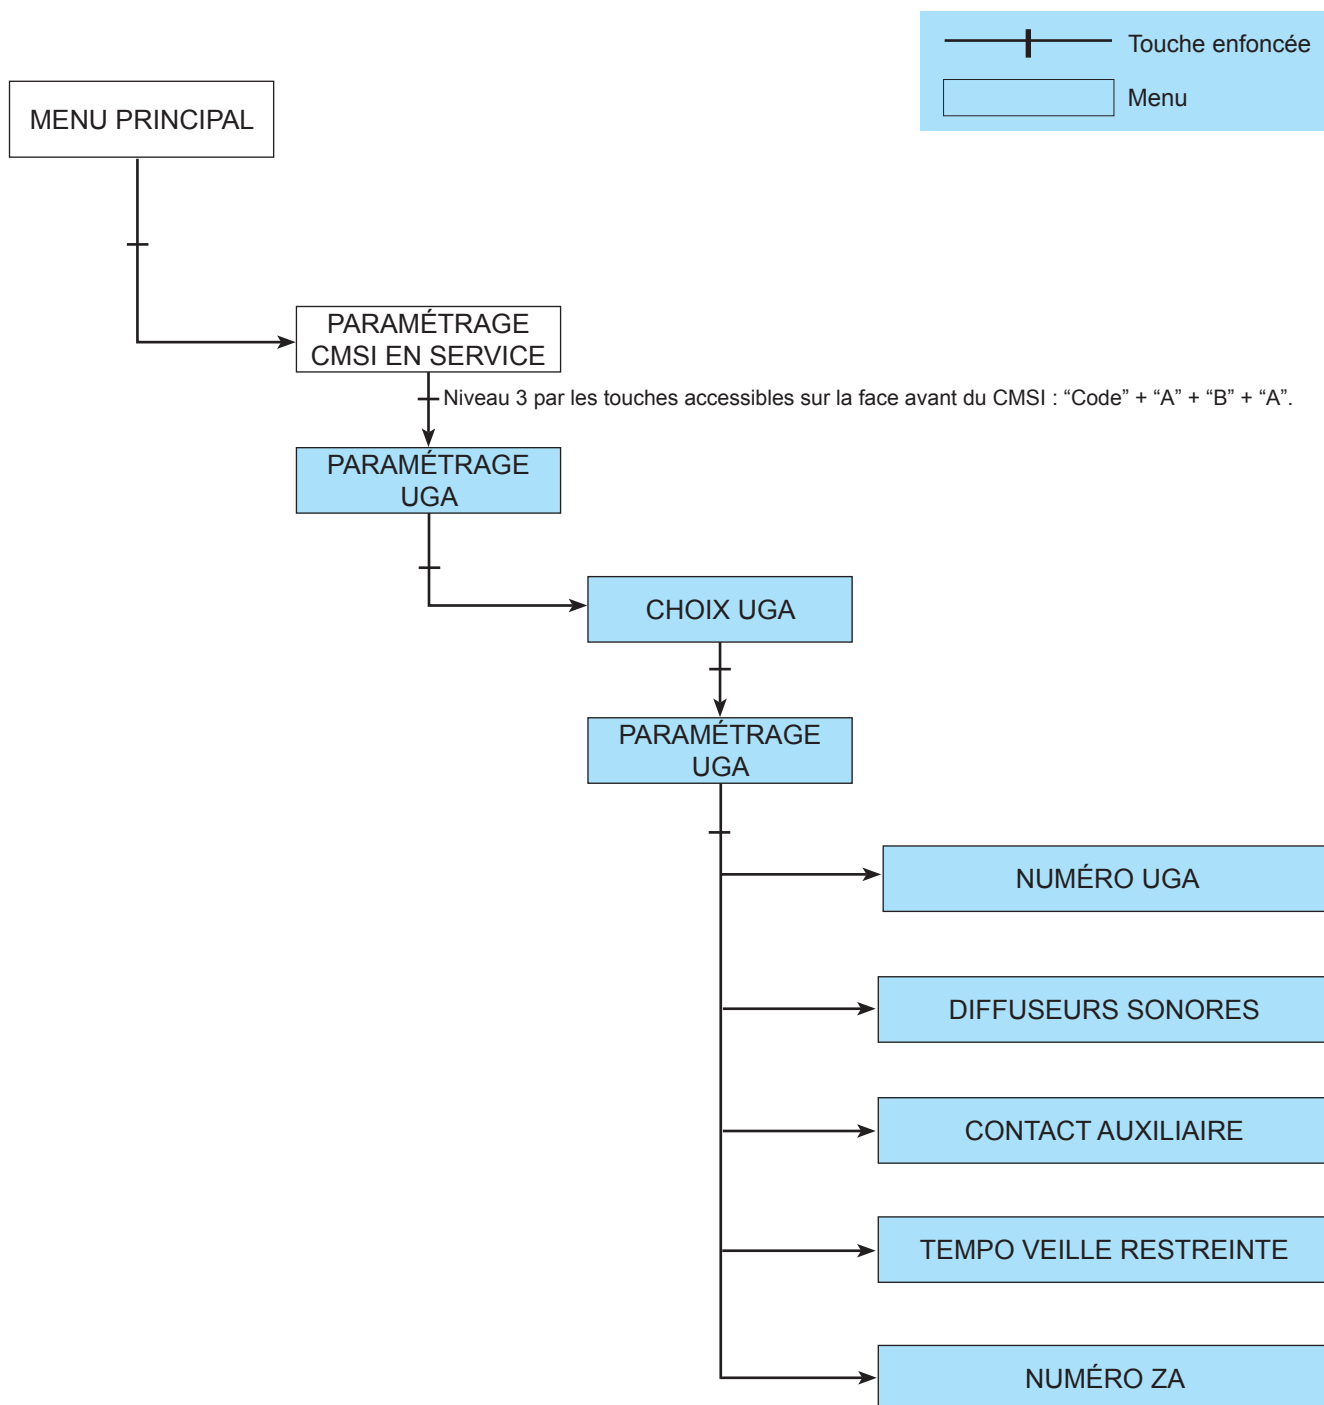 Touche enfoncée
Menu
MENU PRINCIPAL
PARAMÉTRAGE
CMSI EN SERVICE
Niveau 3 par les touches accessibles sur la face avant du CMSI : “Code” + “A” + “B” + “A”.
PARAMÉTRAGE
UGA
CHOIX UGA
PARAMÉTRAGE
UGA
NUMÉRO UGA
DIFFUSEURS SONORES
CONTACT AUXILIAIRE
TEMPO VEILLE RESTREINTE
NUMÉRO ZA